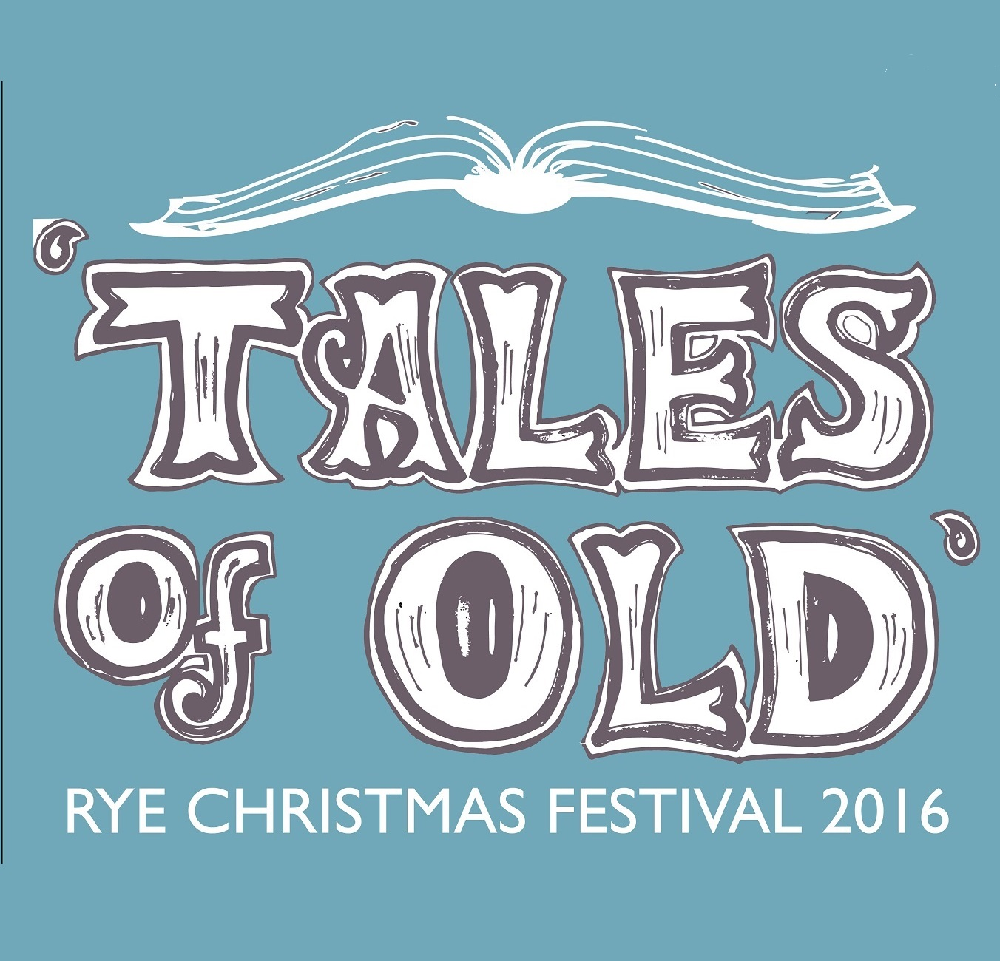 ‘TALES
of OLD’
RYE CHRISTMAS FESTIVAL 2016